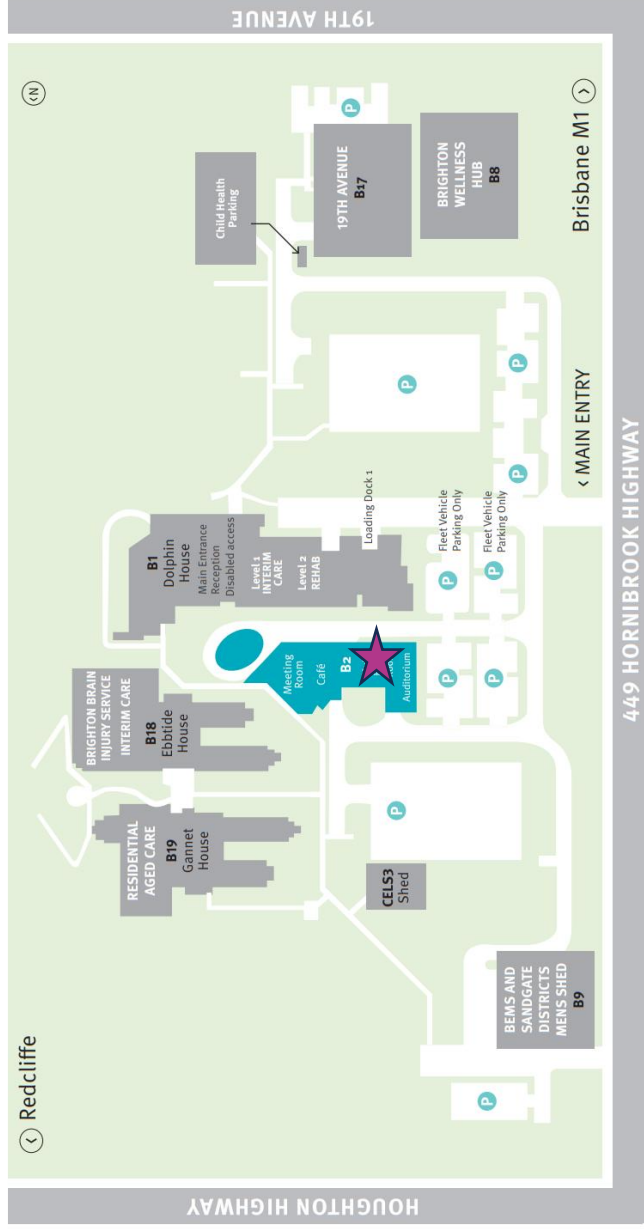 19TH AVENUE
N
Redcliffe
Child Health
Parking
19TH AVENUE
B17
P
BRIGHTON
WELLNESS
HUB
B8
Brisbane M1
P
P
P
< MAIN ENTRY
B1
Dolphin
House
Main Entrance
Reception
Disabled access
Level 1
INTERIM
CARE
Level 2
REHAB
Loading Dock 1
Fleet Vehicle
Parking Only
P
Fleet Vehicle
Parking Only
P
Meeting
Room
Café
B2
Auditorium
P
P
BRIGHTON BRAIN
INJURY SERVICE
INTERIM CARE
B18
Ebbtide
House
RESIDENTIAL
AGED CARE
B19
Gannet
House
P
CELS3
Shed
BEMS AND
SANDGATE
DISTRICTS
MENS SHED
B9
P
449 HORNIBROOK HIGHWAY
HOUGHTON HIGHWAY